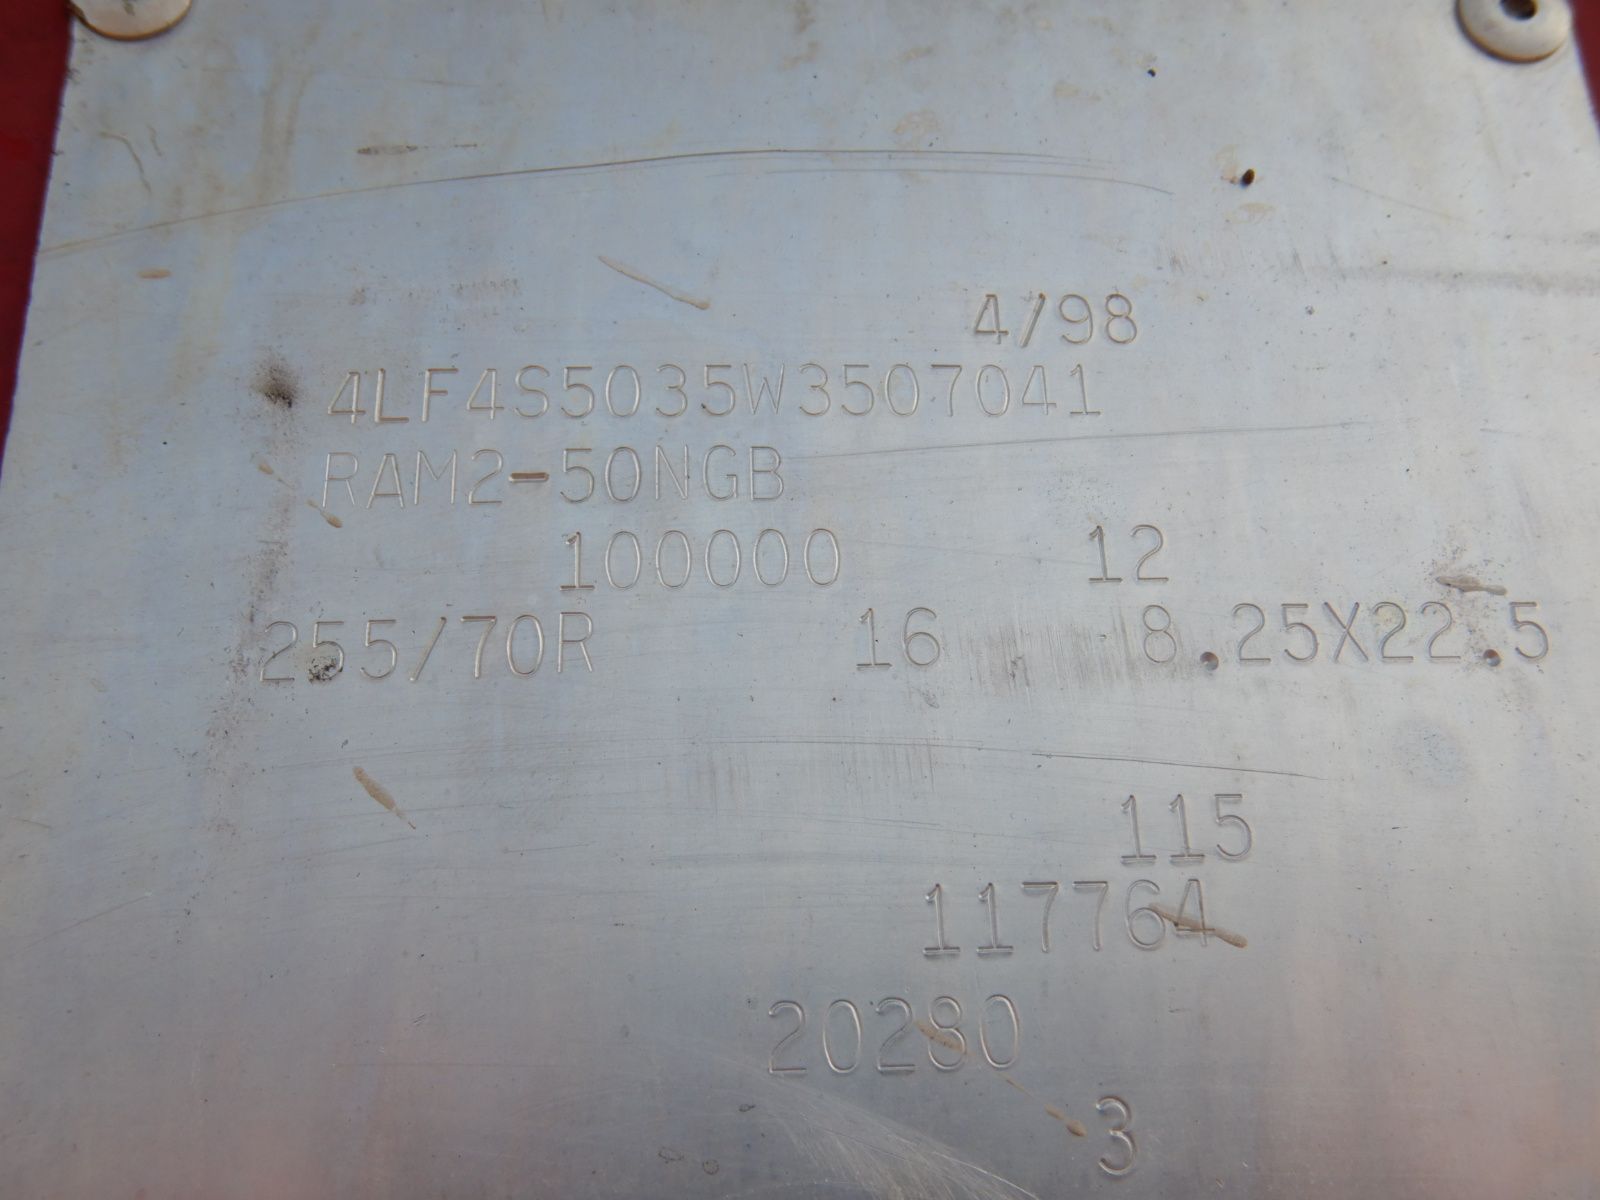 4/98
4LF4S5035W3507041
RAM2-50NGB
100000 12
255/70R 16 8.25X22.5
115
117764
20280
3